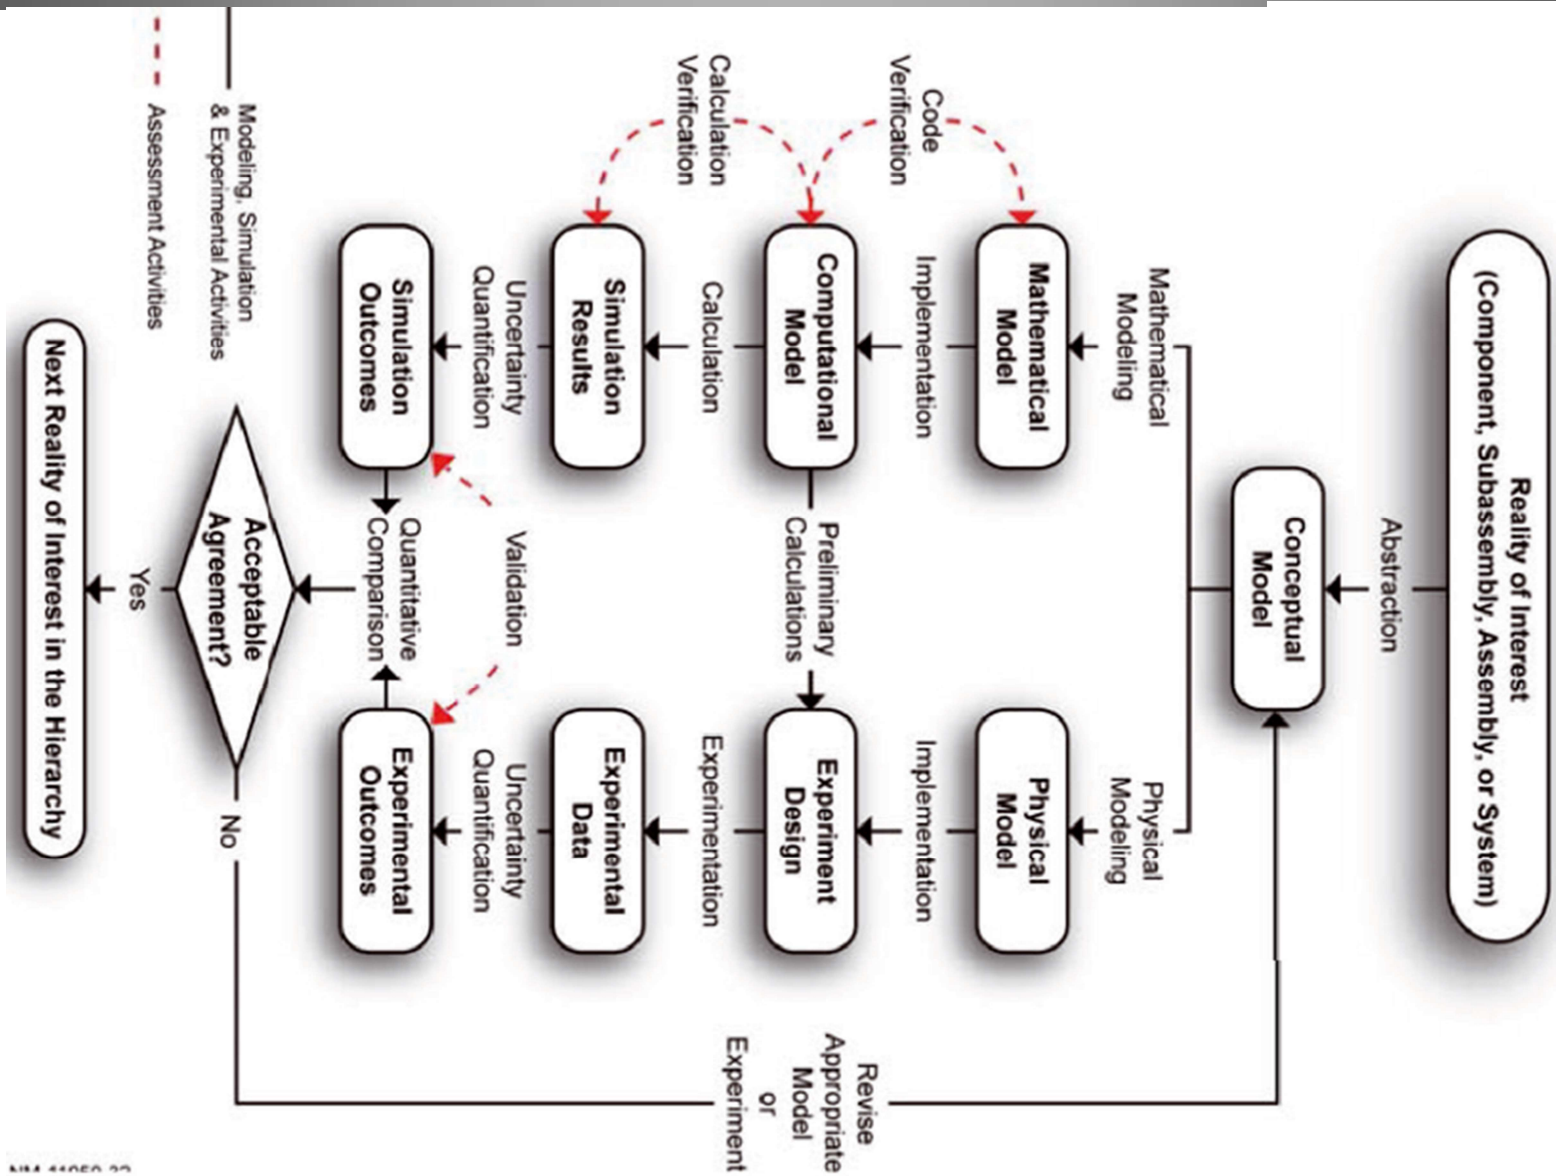 Reality of Interest
(Component, Subassembly, Assembly, or System)
Abstraction
Conceptual
Model
Mathematical
Modeling
Physical
Modeling
Mathematical
Model
Physical
Model
Code
Verification
Implementation
Implementation
Computational
Model
Preliminary
Calculations
Experiment
Design
Revise
Appropriate
Model
or
Experiment
Calculation
Verification
Calculation
Experimentation
Simulation
Results
Experimental
Data
Uncertainty
Quantification
Validation
Uncertainty
Quantification
Simulation
Outcomes
Quantitative
Comparison
Experimental
Outcomes
Modeling, Simulation
& Experimental Activities
Acceptable
Agreement?
No
Assessment Activities
Yes
Next Reality of Interest in the Hierarchy